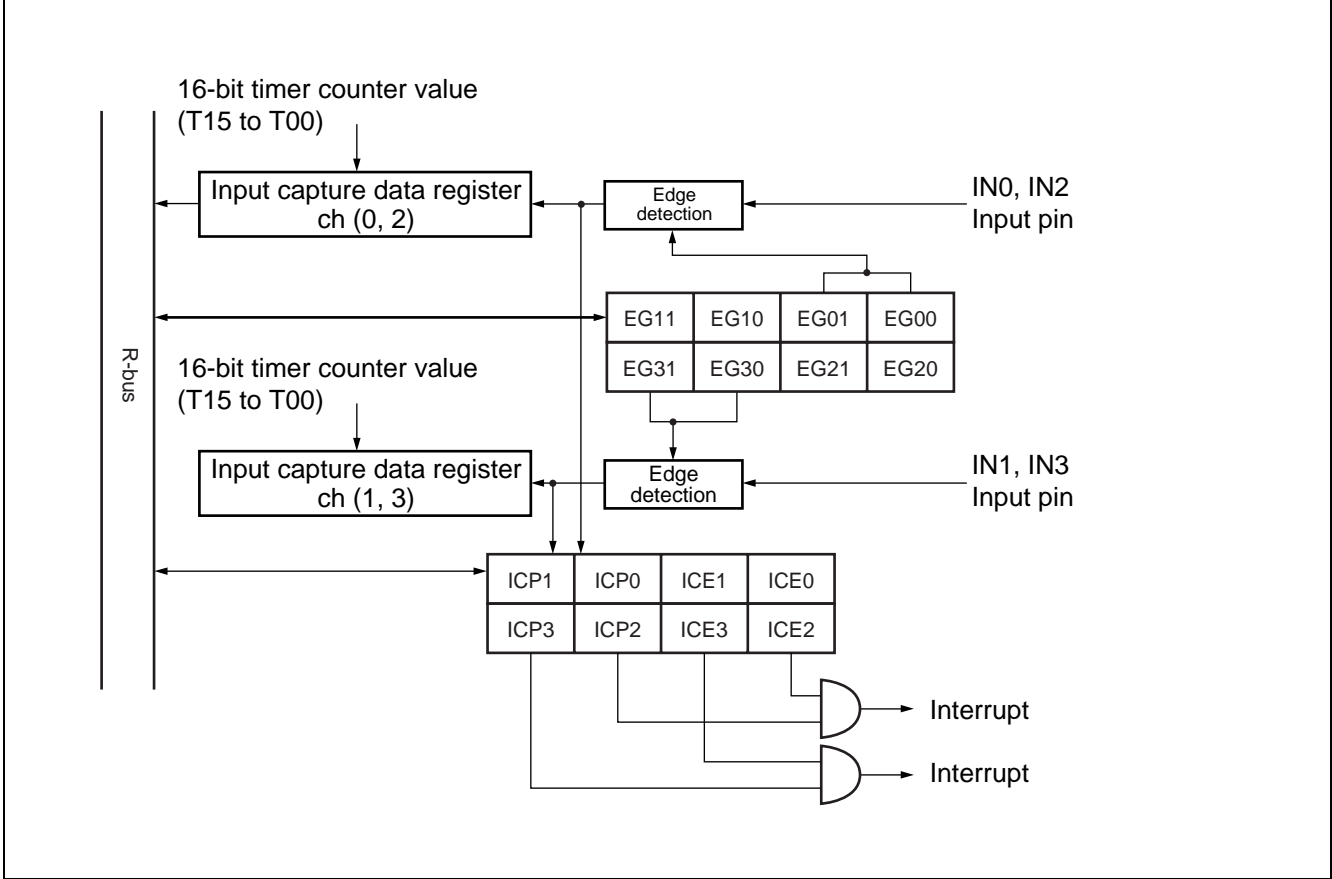 16-bit timer counter value
(T15 to T00)
Input capture data register
ch (0, 2)
Edge
detection
IN0, IN2
Input pin
EG11 EG10 EG01 EG00
EG31 EG30 EG21 EG20
R-bus
16-bit timer counter value
(T15 to T00)
Input capture data register
ch (1, 3)
Edge
detection
IN1, IN3
Input pin
ICP1 ICP0 ICE1 ICE0
ICP3 ICP2 ICE3 ICE2
Interrupt
Interrupt